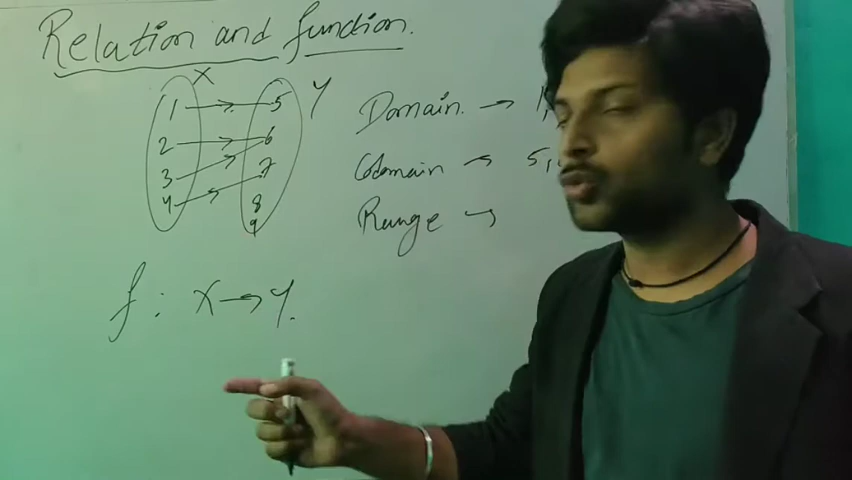 Relation and function.
X Y
1 → 5
2 → 6
3 → 7
4 8
9
Domain. →
Codomain → 5,
Range →
f : X → Y.